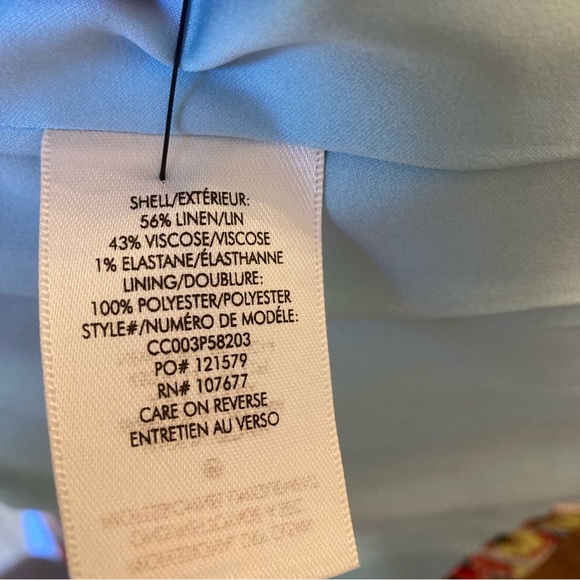 SHELL/EXTÉRIEUR:
56% LINEN/LIN
43% VISCOSE/VISCOSE
1% ELASTANE/ÉLASTHANNE
LINING/DOUBLURE:
100% POLYESTER/POLYESTER
STYLE#/NUMÉRO DE MODÉLE:
CC003P58203
PO# 121579
RN# 107677
CARE ON REVERSE
ENTRETIEN AU VERSO